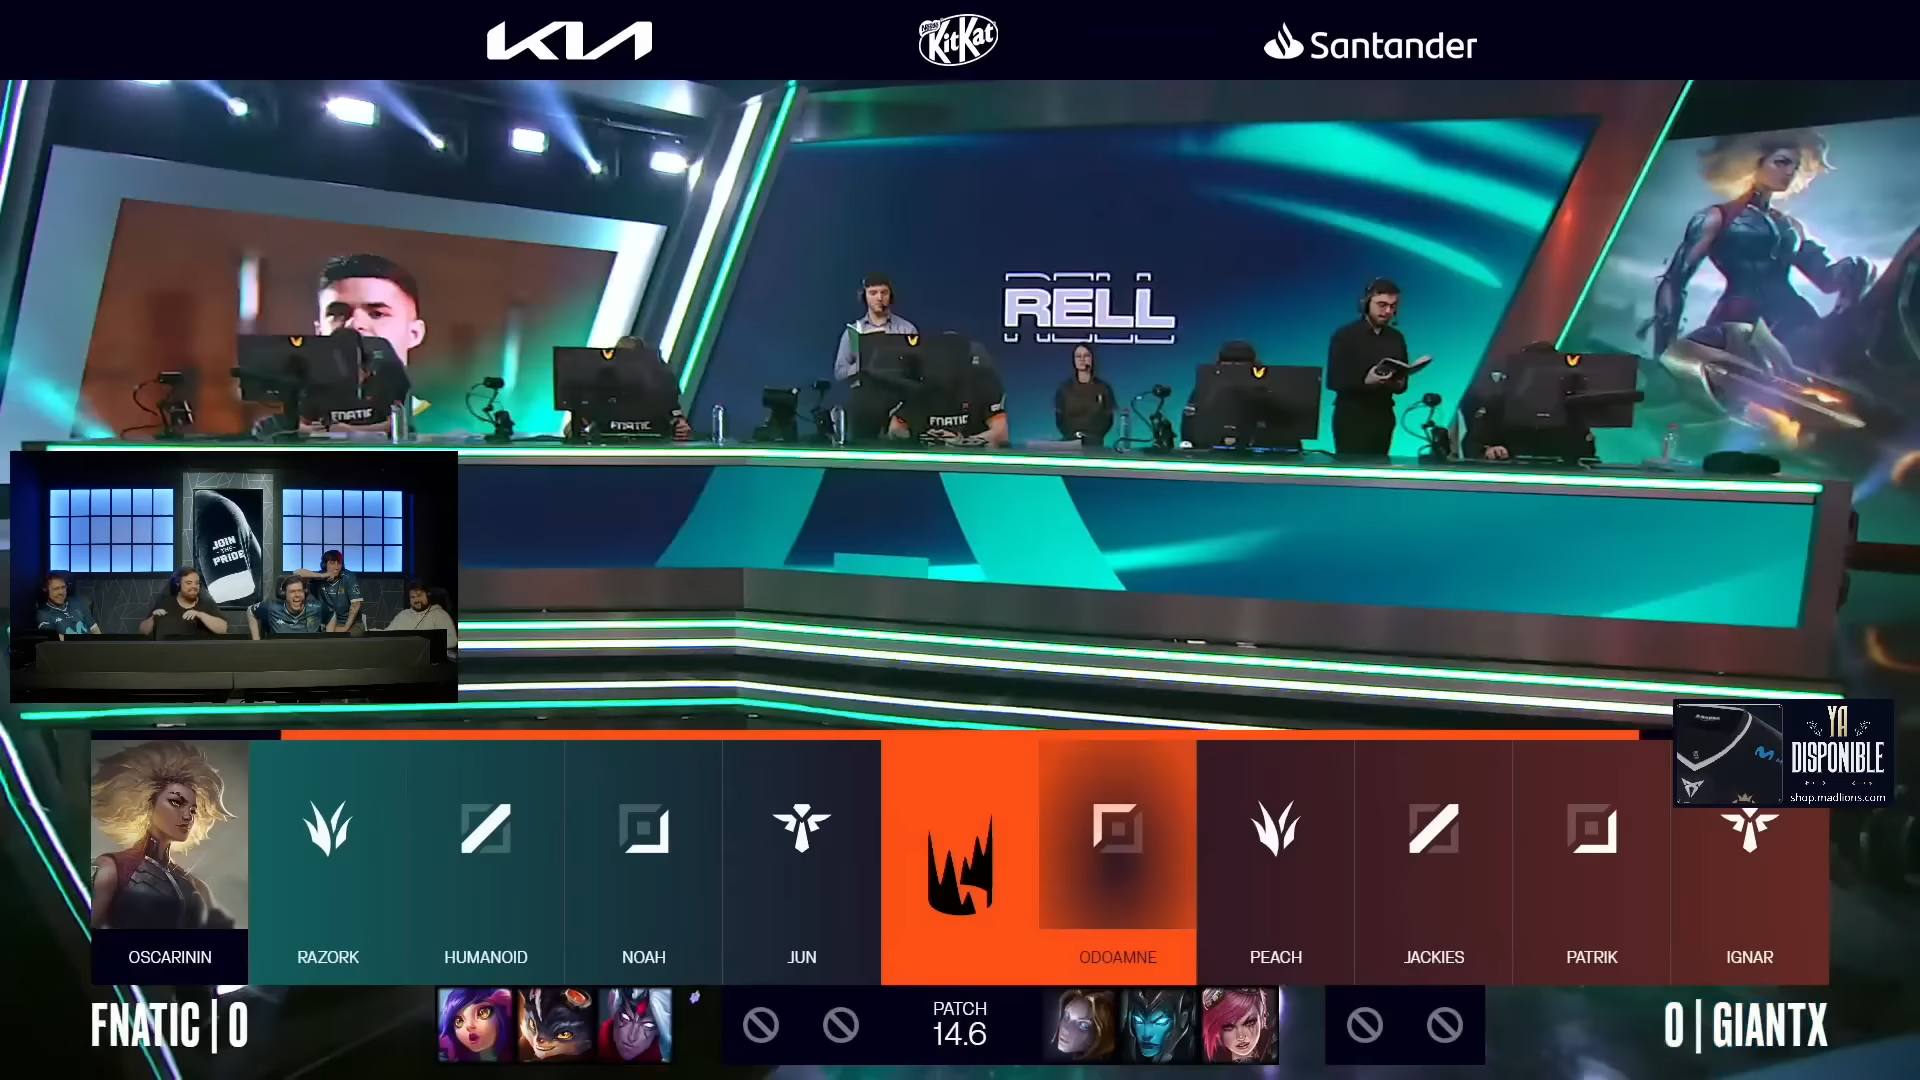 KIA
Nestlé
KitKat
Santander
RELL
FNATIC
FNATIC
FNATIC
JOIN
THE
PRIDE
YA
DISPONIBLE
shop.madlions.com
OSCARININ
RAZORK
HUMANOID
NOAH
JUN
ODOAMNE
PEACH
JACKIES
PATRIK
IGNAR
FNATIC | 0
PATCH
14.6
0 | GIANTX